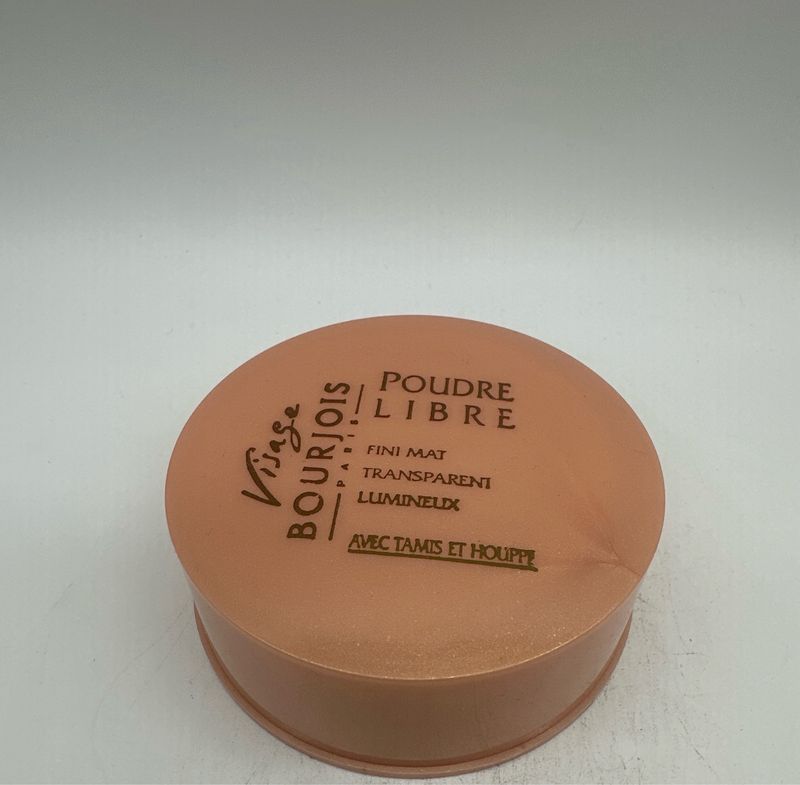 Visage
BOURJOIS
PARIS
POUDRE
LIBRE
FINI MAT
TRANSPARENT
LUMINEUX
AVEC TAMIS ET HOUPPE